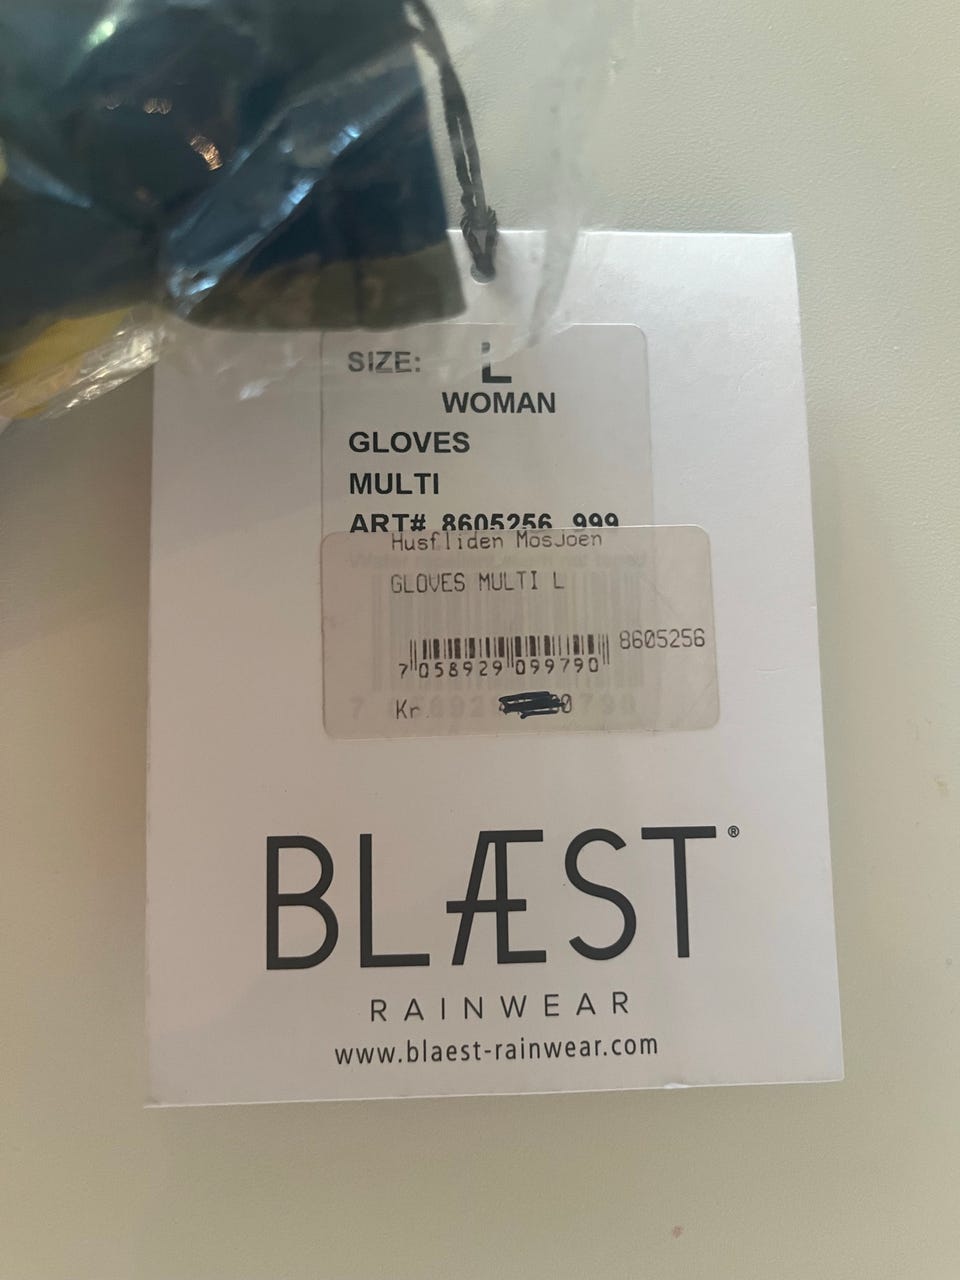 SIZE: L
WOMAN
GLOVES
MULTI
ART# 8605256 999
Husfliden Mosjoen
GLOVES MULTI L
8605256
7 058929 099790
Kr.
BLÆST®
RAINWEAR
www.blaest-rainwear.com